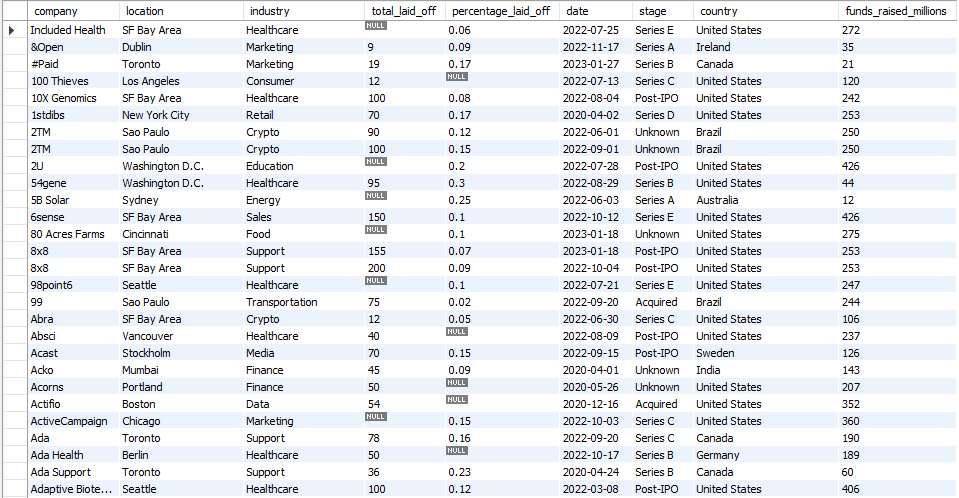 company location industry total_laid_off percentage_laid_off date stage country funds_raised_millions
Included Health SF Bay Area Healthcare NULL 0.06 2022-07-25 Series E United States 272
&Open Dublin Marketing 9 0.09 2022-11-17 Series A Ireland 35
#Paid Toronto Marketing 19 0.17 2023-01-27 Series B Canada 21
100 Thieves Los Angeles Consumer 12 NULL 2022-07-13 Series C United States 120
10X Genomics SF Bay Area Healthcare 100 0.08 2022-08-04 Post-IPO United States 242
1stdibs New York City Retail 70 0.17 2020-04-02 Series D United States 253
2TM Sao Paulo Crypto 90 0.12 2022-06-01 Unknown Brazil 250
2TM Sao Paulo Crypto 100 0.15 2022-09-01 Unknown Brazil 250
2U Washington D.C. Education NULL 0.2 2022-07-28 Post-IPO United States 426
54gene Washington D.C. Healthcare 95 0.3 2022-08-29 Series B United States 44
5B Solar Sydney Energy NULL 0.25 2022-06-03 Series A Australia 12
6sense SF Bay Area Sales 150 0.1 2022-10-12 Series E United States 426
80 Acres Farms Cincinnati Food NULL 0.1 2023-01-18 Unknown United States 275
8x8 SF Bay Area Support 155 0.07 2023-01-18 Post-IPO United States 253
8x8 SF Bay Area Support 200 0.09 2022-10-04 Post-IPO United States 253
98point6 Seattle Healthcare NULL 0.1 2022-07-21 Series E United States 247
99 Sao Paulo Transportation 75 0.02 2022-09-20 Acquired Brazil 244
Abra SF Bay Area Crypto 12 0.05 2022-06-30 Series C United States 106
Absci Vancouver Healthcare 40 NULL 2022-08-09 Post-IPO United States 237
Acast Stockholm Media 70 0.15 2022-09-15 Post-IPO Sweden 126
Acko Mumbai Finance 45 0.09 2020-04-01 Unknown India 143
Acorns Portland Finance 50 NULL 2020-05-26 Unknown United States 207
Actifio Boston Data 54 NULL 2020-12-16 Acquired United States 352
ActiveCampaign Chicago Marketing NULL 0.15 2022-10-03 Series C United States 360
Ada Toronto Support 78 0.16 2022-09-20 Series C Canada 190
Ada Health Berlin Healthcare 50 NULL 2022-10-17 Series B Germany 189
Ada Support Toronto Support 36 0.23 2020-04-24 Series B Canada 60
Adaptive Biote... Seattle Healthcare 100 0.12 2022-03-08 Post-IPO United States 406